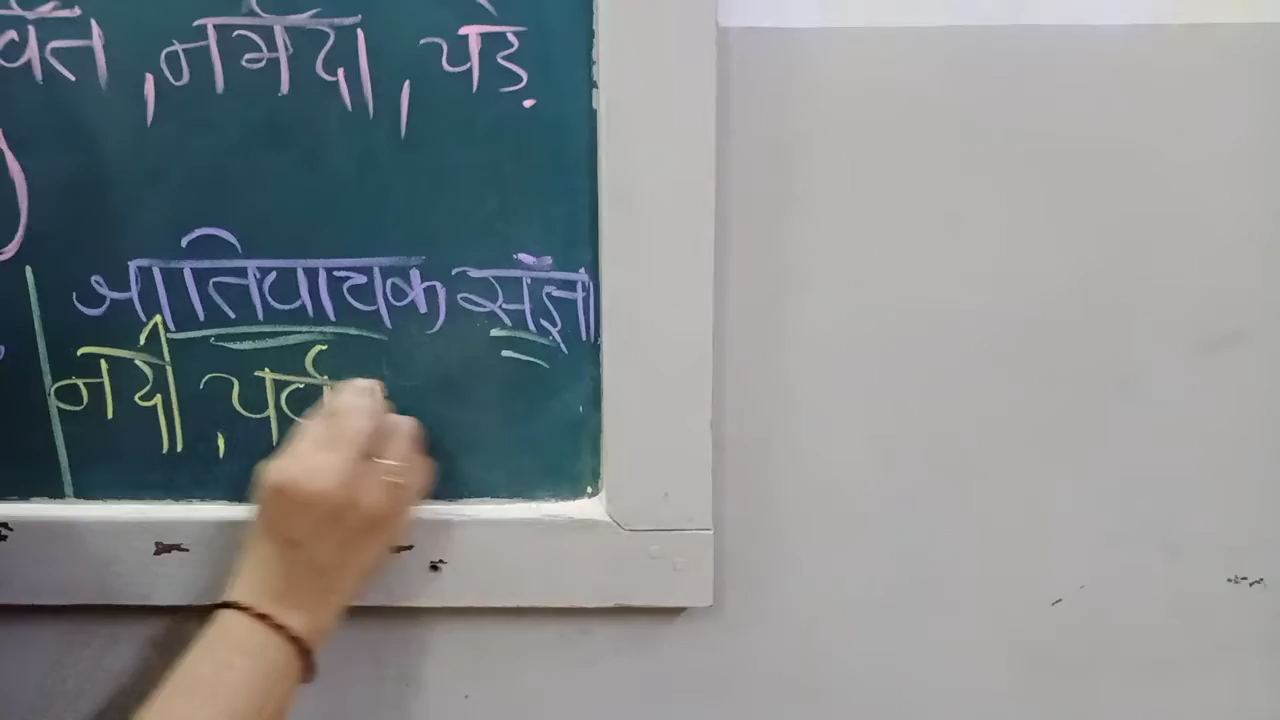 र्वत , नर्मदा , पेड़
जातिवाचक संज्ञा
नदी , पर्व